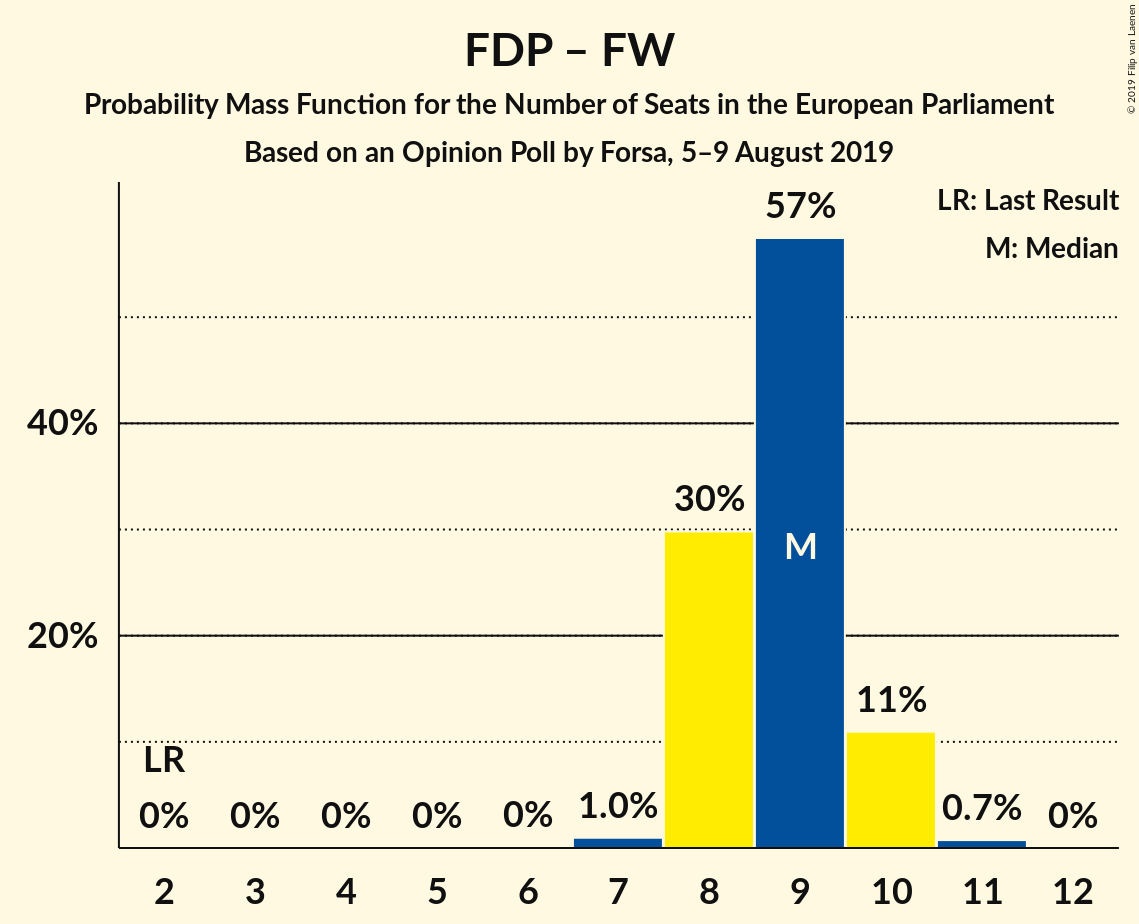 FDP – FW
Probability Mass Function for the Number of Seats in the European Parliament
Based on an Opinion Poll by Forsa, 5–9 August 2019
© 2019 Filip van Laenen
LR: Last Result
M: Median
57%
40%
30%
M
20%
11%
LR
0% 0% 0% 0% 0% 1.0% 0.7% 0%
2 3 4 5 6 7 8 9 10 11 12